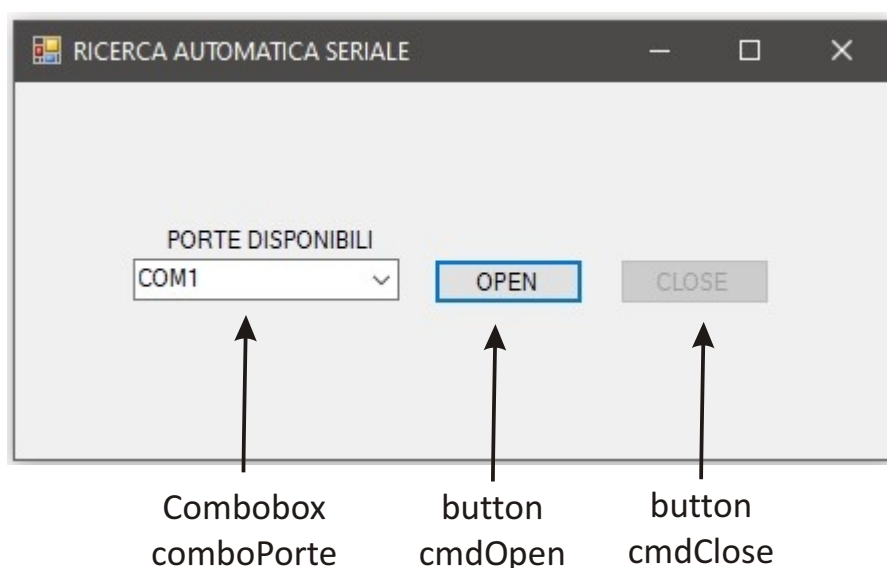 RICERCA AUTOMATICA SERIALE
PORTE DISPONIBILI
COM1
OPEN
CLOSE
Combobox
comboPorte
button
cmdOpen
button
cmdClose